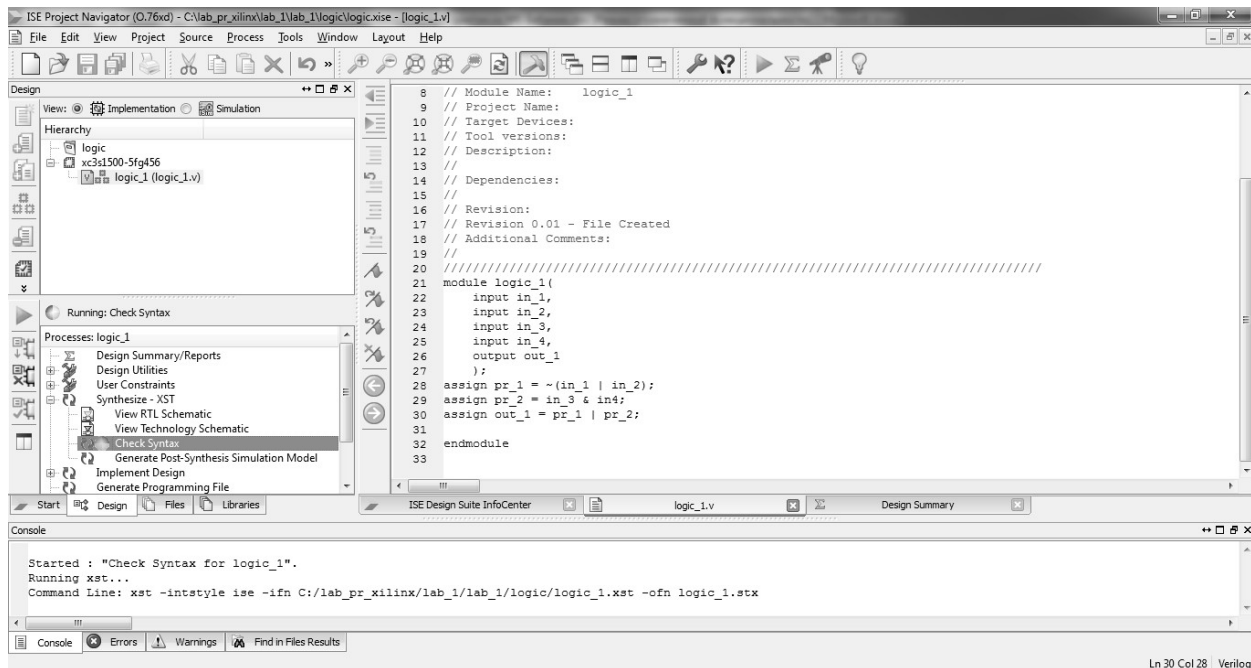 ISE Project Navigator (O.76xd) - C:\lab_pr_xilinx\lab_1\lab_1\logic\logic.xise - [logic_1.v]
File Edit View Project Source Process Tools Window Layout Help
Design
View: Implementation Simulation
Hierarchy
logic
xc3s1500-5fg456
logic_1 (logic_1.v)
Running: Check Syntax
Processes: logic_1
Design Summary/Reports
Design Utilities
User Constraints
Synthesize - XST
View RTL Schematic
View Technology Schematic
Check Syntax
Generate Post-Synthesis Simulation Model
Implement Design
Generate Programming File
Start Design Files Libraries
8 // Module Name: logic_1
9 // Project Name:
10 // Target Devices:
11 // Tool versions:
12 // Description:
13 //
14 // Dependencies:
15 //
16 // Revision:
17 // Revision 0.01 - File Created
18 // Additional Comments:
19 //
20 //////////////////////////////////////////////////////////////////////////////////
21 module logic_1(
22 input in_1,
23 input in_2,
24 input in_3,
25 input in_4,
26 output out_1
27 );
28 assign pr_1 = ~(in_1 | in_2);
29 assign pr_2 = in_3 & in4;
30 assign out_1 = pr_1 | pr_2;
31
32 endmodule
33
ISE Design Suite InfoCenter logic_1.v Design Summary
Console
Started : "Check Syntax for logic_1".
Running xst...
Command Line: xst -intstyle ise -ifn C:/lab_pr_xilinx/lab_1/lab_1/logic/logic_1.xst -ofn logic_1.stx
Console Errors Warnings Find in Files Results
Ln 30 Col 28 Verilog